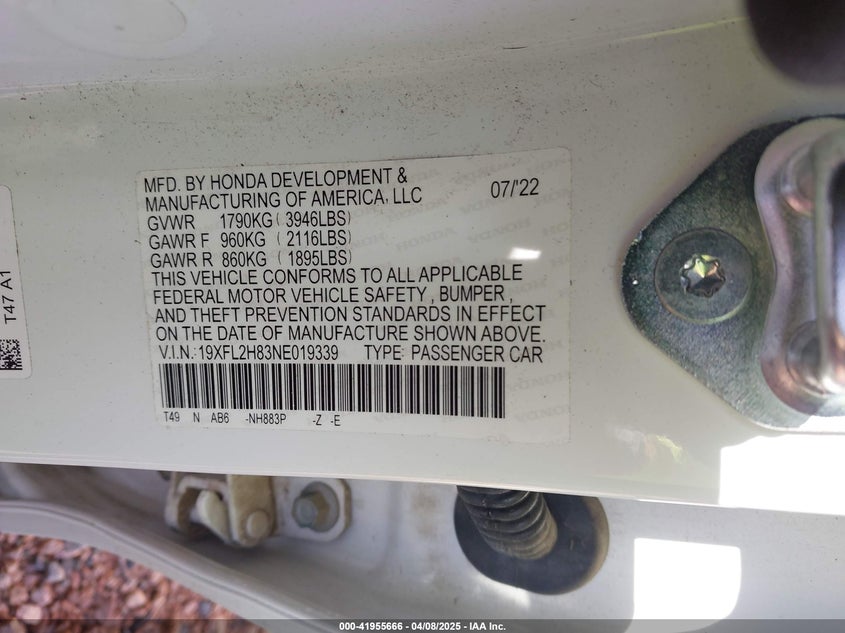 MFD. BY HONDA DEVELOPMENT &
MANUFACTURING OF AMERICA, LLC 07/'22
GVWR 1790KG (3946LBS)
GAWR F 960KG (2116LBS)
GAWR R 860KG (1895LBS)
THIS VEHICLE CONFORMS TO ALL APPLICABLE
FEDERAL MOTOR VEHICLE SAFETY, BUMPER,
AND THEFT PREVENTION STANDARDS IN EFFECT
ON THE DATE OF MANUFACTURE SHOWN ABOVE.
V.I.N.:19XFL2H83NE019339 TYPE: PASSENGER CAR
T49 N AB6 -NH883P -Z -E
T47 A1
000-41955666 - 04/08/2025 - IAA Inc.